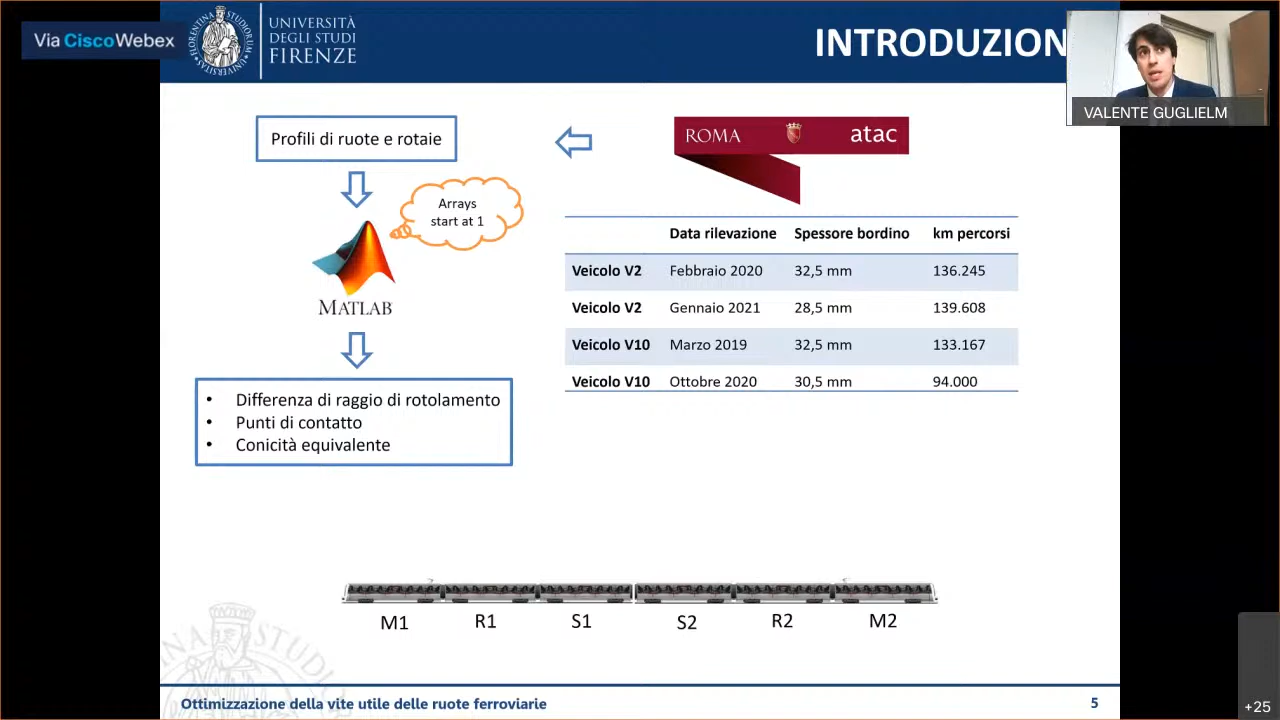 Via CiscoWebex
UNIVERSITÀ
DEGLI STUDI
FIRENZE
INTRODUZION
VALENTE GUGLIELM
Profili di ruote e rotaie
ROMA
atac
Arrays
start at 1
MATLAB
Data rilevazione Spessore bordino km percorsi
Veicolo V2 Febbraio 2020 32,5 mm 136.245
Veicolo V2 Gennaio 2021 28,5 mm 139.608
Veicolo V10 Marzo 2019 32,5 mm 133.167
Veicolo V10 Ottobre 2020 30,5 mm 94.000
• Differenza di raggio di rotolamento
• Punti di contatto
• Conicità equivalente
M1 R1 S1 S2 R2 M2
Ottimizzazione della vite utile delle ruote ferroviarie
5
+25